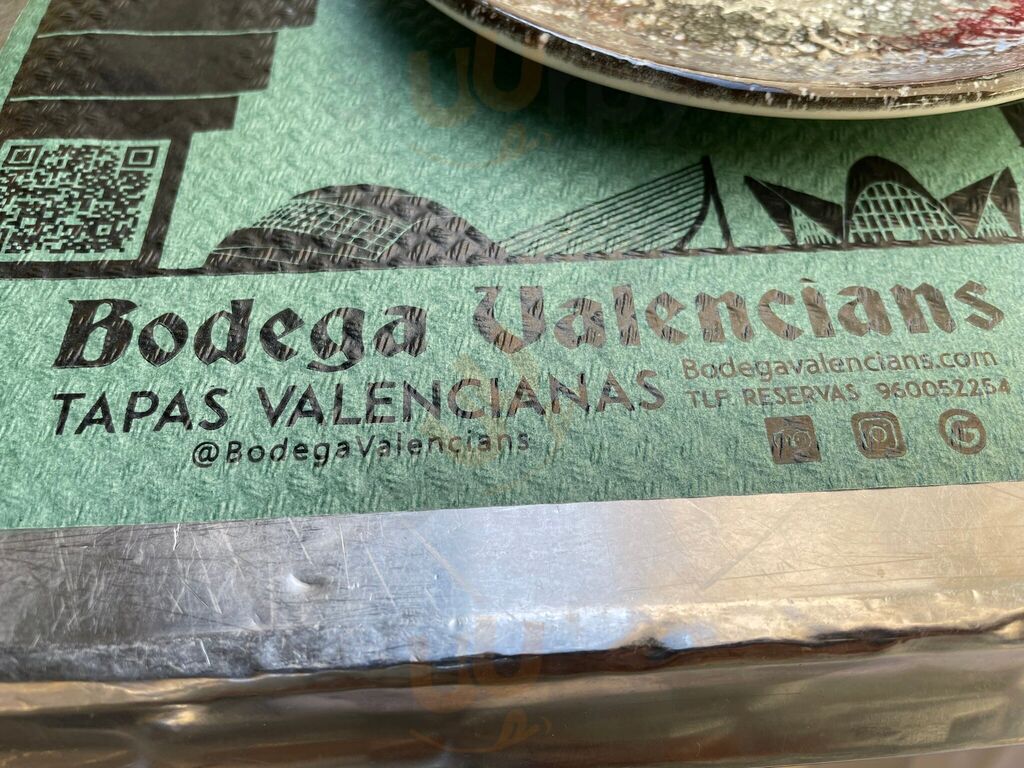 Bodega Valencians
TAPAS VALENCIANAS
@BodegaValencians
Bodegavalencians.com
TLF RESERVAS 960052254